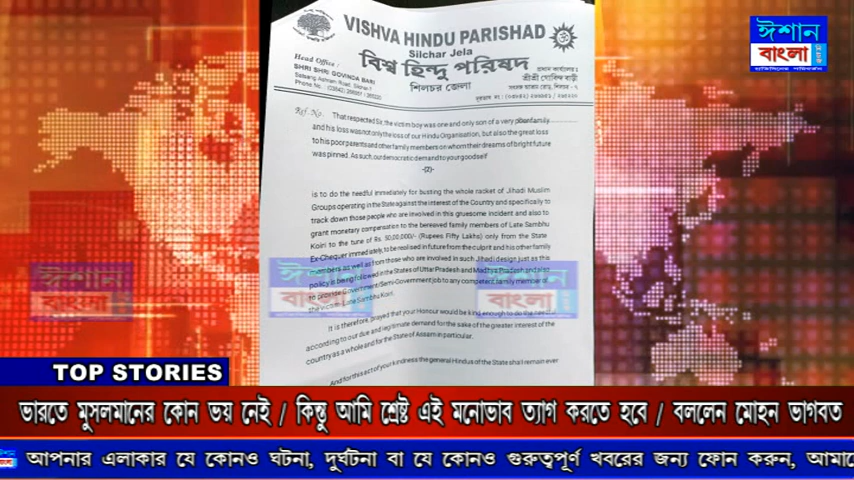 VISHVA HINDU PARISHAD
Silchar Jela
বিশ্ব হিন্দু পরিষদ
শিলচর জেলা
Head Office :
SHRI SHRI GOVINDA BARI
Satsang Ashram Road, Silchar-7
Phone No.:
শ্রীশ্রী গোবিন্দ বাড়ী
ঈশান
বাংলা
Ref. No. That respected Sir, the victim boy was one and only son of a very poor family
and his loss was not only the loss of our Hindu Organisation, but also the great loss
to his poor parents and other family members on whom their dreams of bright future
was pinned. As such, our democratic demand to your goodself
-(2)-
is to do the needful immediately for busting the whole racket of Jihadi Muslim
Groups operating in the State against the interest of the Country and specifically to
track down those people who are involved in this gruesome incident and also to
grant monetary compensation to the bereaved family members of Late Sambhu
Koiri to the tune of Rs. 50,00,000/- (Rupees Fifty Lakhs) only from the State
Ex-Chequer immediately, to be realised in future from the culprit and his other family
members as well as from those who are involved in such Jihadi design just as this
policy is being followed in the States of Uttar Pradesh and Madhya Pradesh and also
to provide Government/Semi-Government job to any competent family member of
the victim Late Sambhu Koiri.
It is therefore, prayed that your Honour would be kind enough to do the needful
according to our due and legitimate demand for the sake of the greater interest of the
country as a whole and for the State of Assam in particular.
And for this act of your kindness the general Hindus of the State shall remain ever
ঈশান
বাংলা
ঈশান
বাংলা
TOP STORIES
ভারতে মুসলমানের কোন ভয় নেই / কিন্তু আমি শ্রেষ্ট এই মনোভাব ত্যাগ করতে হবে / বললেন মোহন ভাগবত
বাংলা আপনার এলাকার যে কোনও ঘটনা, দুর্ঘটনা বা যে কোনও গুরুত্বপূর্ণ খবরের জন্য ফোন করুন, আমাে